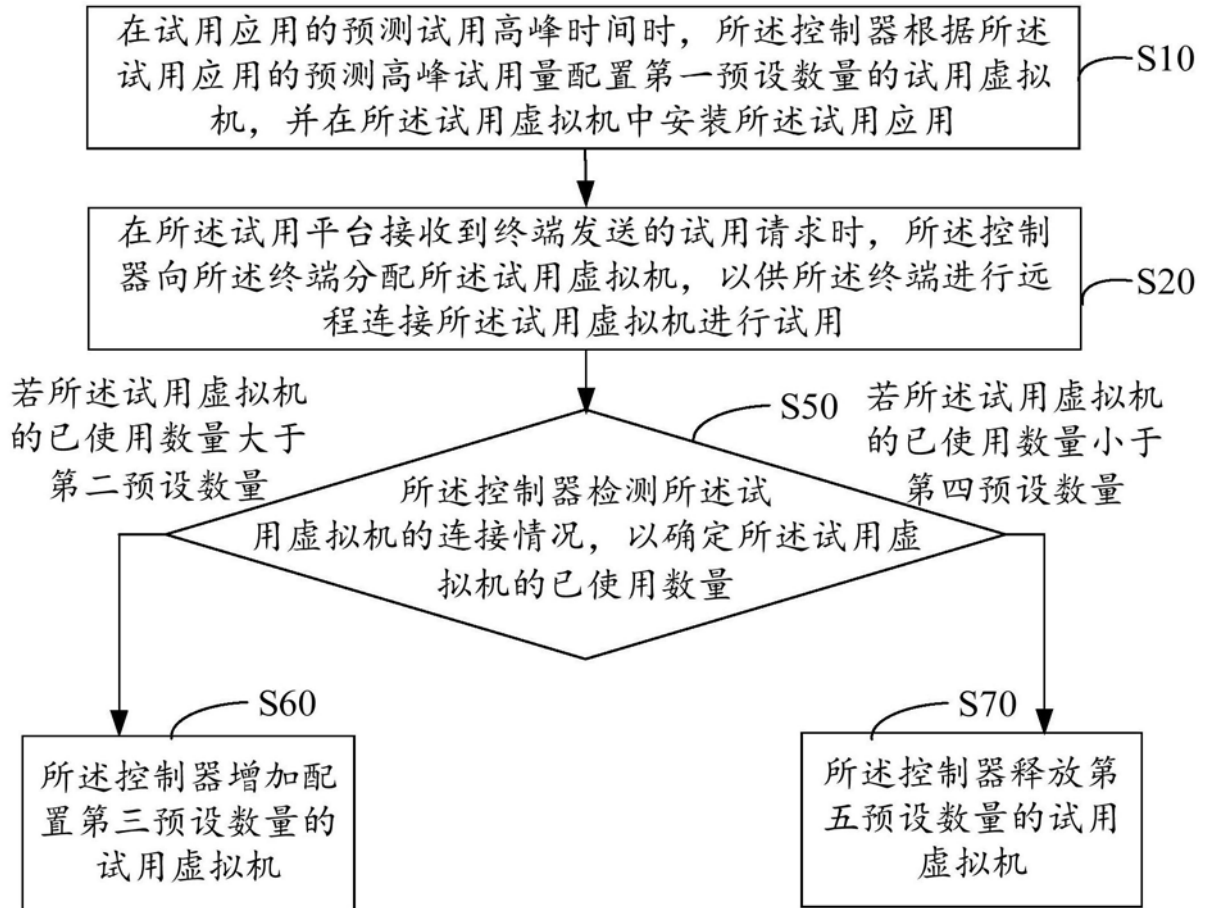 在试用应用的预测试用高峰时间时，所述控制器根据所述
试用应用的预测高峰试用量配置第一预设数量的试用虚拟
机，并在所述试用虚拟机中安装所述试用应用
S10
在所述试用平台接收到终端发送的试用请求时，所述控制
器向所述终端分配所述试用虚拟机，以供所述终端进行远
程连接所述试用虚拟机进行试用
S20
若所述试用虚拟机
的已使用数量大于
第二预设数量
S50
若所述试用虚拟机
的已使用数量小于
第四预设数量
所述控制器检测所述试
用虚拟机的连接情况，以确定所述试用虚
拟机的已使用数量
S60
所述控制器增加配
置第三预设数量的
试用虚拟机
S70
所述控制器释放第
五预设数量的试用
虚拟机